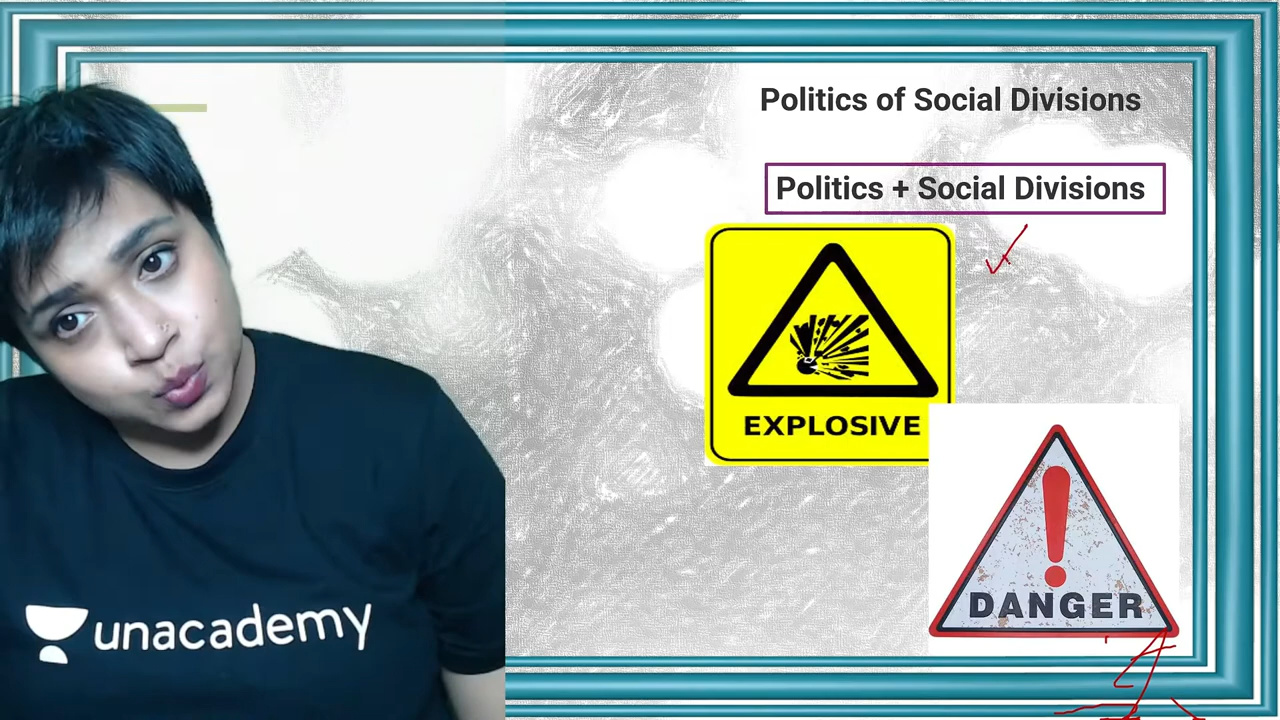 Politics of Social Divisions
Politics + Social Divisions
EXPLOSIVE
DANGER
unacademy